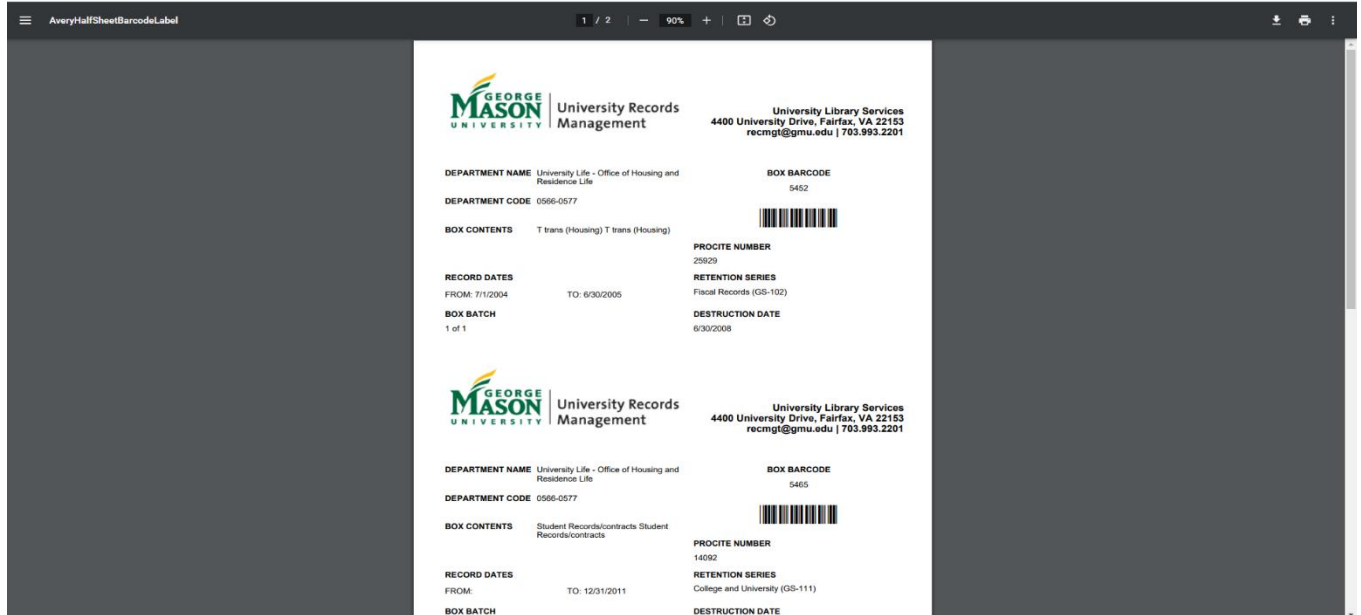 AveryHalfSheetBarcodeLabel
1 / 2
90%
GEORGE
MASON
UNIVERSITY
University Records
Management
University Library Services
4400 University Drive, Fairfax, VA 22153
recmgt@gmu.edu | 703.993.2201
DEPARTMENT NAME University Life - Office of Housing and
Residence Life
BOX BARCODE
5452
DEPARTMENT CODE 0566-0577
BOX CONTENTS T trans (Housing) T trans (Housing)
PROCITE NUMBER
25929
RECORD DATES
RETENTION SERIES
FROM: 7/1/2004 TO: 6/30/2005
Fiscal Records (GS-102)
BOX BATCH
DESTRUCTION DATE
1 of 1
6/30/2008
GEORGE
MASON
UNIVERSITY
University Records
Management
University Library Services
4400 University Drive, Fairfax, VA 22153
recmgt@gmu.edu | 703.993.2201
DEPARTMENT NAME University Life - Office of Housing and
Residence Life
BOX BARCODE
5465
DEPARTMENT CODE 0566-0577
BOX CONTENTS Student Records/contracts Student
Records/contracts
PROCITE NUMBER
14092
RECORD DATES
RETENTION SERIES
FROM: TO: 12/31/2011
College and University (GS-111)
BOX BATCH
DESTRUCTION DATE